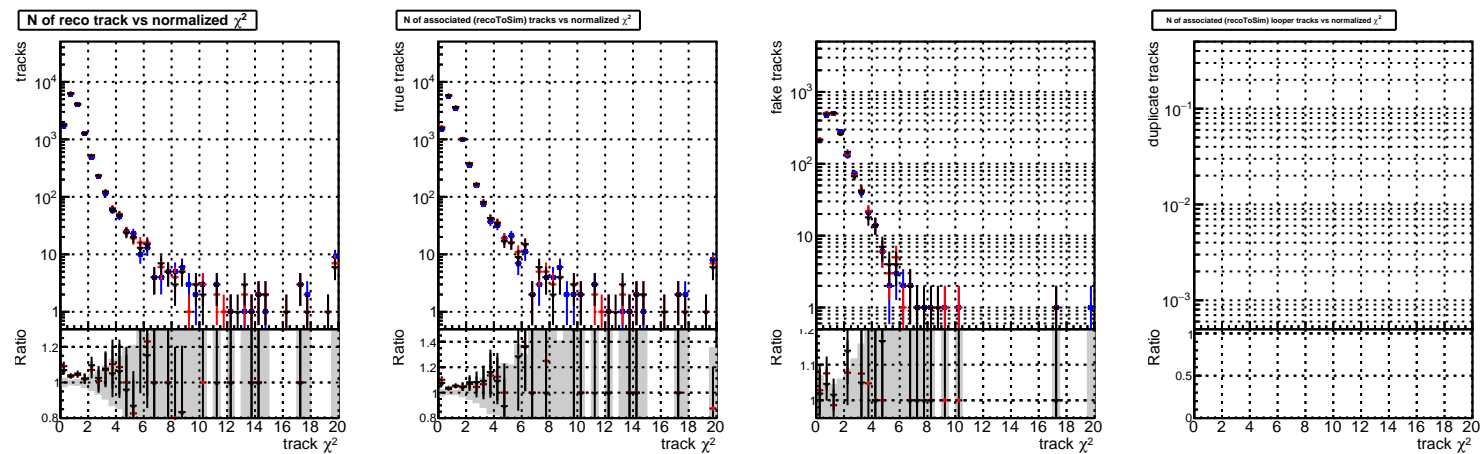 N of reco track vs normalized χ²
tracks
10⁴
10³
10²
10
1
Ratio
1.2
1
0.8
0 2 4 6 8 10 12 14 16 18 20
track χ²
N of associated (recoToSim) tracks vs normalized χ²
true tracks
10⁴
10³
10²
10
1
Ratio
1.4
1.2
1
0.8
0 2 4 6 8 10 12 14 16 18 20
track χ²
fake tracks
10³
10²
10
1
Ratio
1.2
1.1
1
0 2 4 6 8 10 12 14 16 18 20
track χ²
N of associated (recoToSim) looper tracks vs normalized χ²
duplicate tracks
10⁻¹
10⁻²
10⁻³
Ratio
1
0.5
0
0 2 4 6 8 10 12 14 16 18 20
track χ²